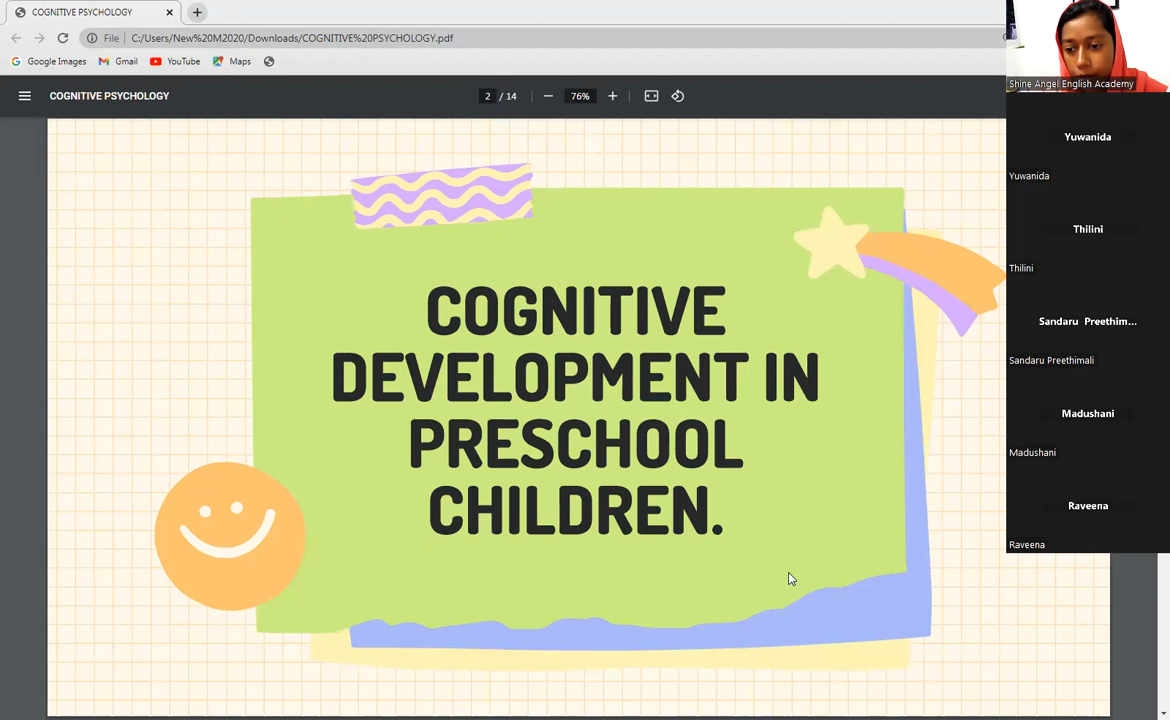 COGNITIVE PSYCHOLOGY
File
C:/Users/New%20M2020/Downloads/COGNITIVE%20PSYCHOLOGY.pdf
Google Images
Gmail
YouTube
Maps
COGNITIVE PSYCHOLOGY
2 / 14
76%
COGNITIVE
DEVELOPMENT IN
PRESCHOOL
CHILDREN.
Shine Angel English Academy
Yuwanida
Yuwanida
Thilini
Thilini
Sandaru Preethim...
Sandaru Preethimali
Madushani
Madushani
Raveena
Raveena